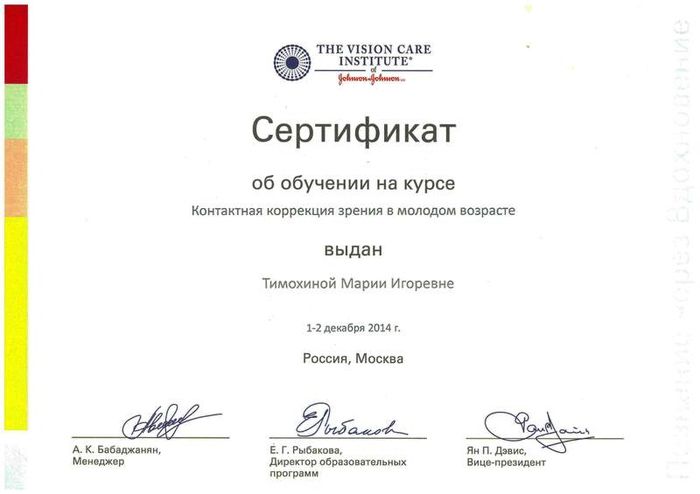 THE VISION CARE
INSTITUTE®
of
Johnson & Johnson LLC
Сертификат
об обучении на курсе
Контактная коррекция зрения в молодом возрасте
выдан
Тимохиной Марии Игоревне
1-2 декабря 2014 г.
Россия, Москва
А. К. Бабаджанян,
Менеджер
Е. Рыбакова
Е. Г. Рыбакова,
Директор образовательных
программ
Ян П. Дэвис,
Вице-президент
через вдохновение